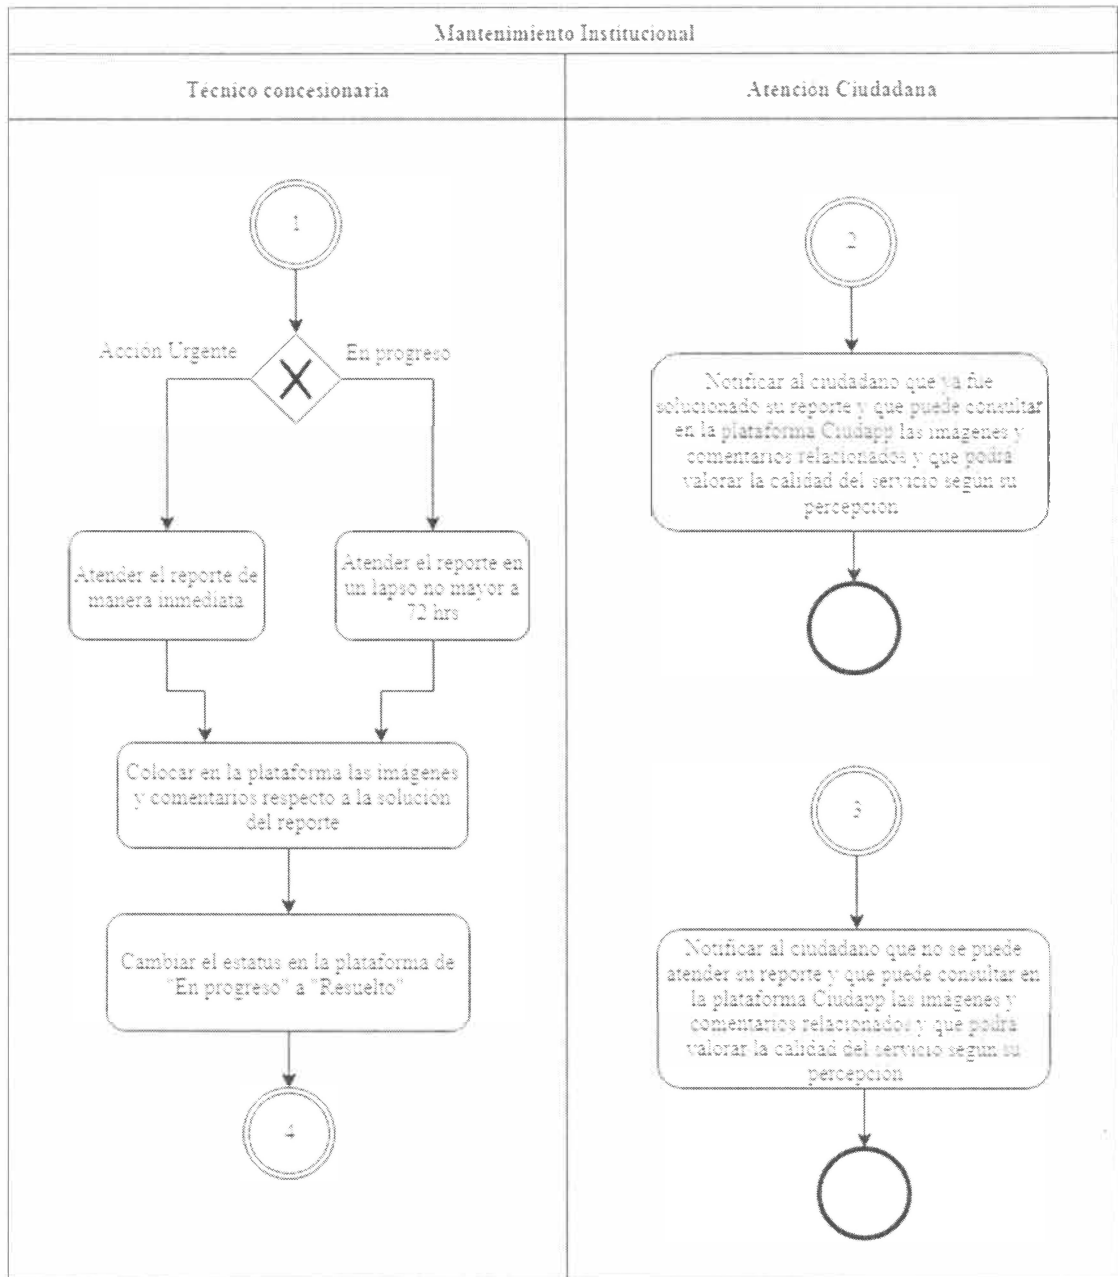 Mantenimiento Institucional
Técnico concesionaria
Atención Ciudadana
1
Acción Urgente
En progreso
Atender el reporte de
manera inmediata
Atender el reporte en
un lapso no mayor a
72 hrs
Colocar en la plataforma las imágenes
y comentarios respecto a la solución
del reporte
Cambiar el estatus en la plataforma de
"En progreso" a "Resuelto"
4
2
Notificar al ciudadano que ya fue
solucionado su reporte y que puede consultar
en la plataforma Ciudapp las imágenes y
comentarios relacionados y que podrá
valorar la calidad del servicio según su
percepción
3
Notificar al ciudadano que no se puede
atender su reporte y que puede consultar en
la plataforma Ciudapp las imágenes y
comentarios relacionados y que podrá
valorar la calidad del servicio según su
percepción